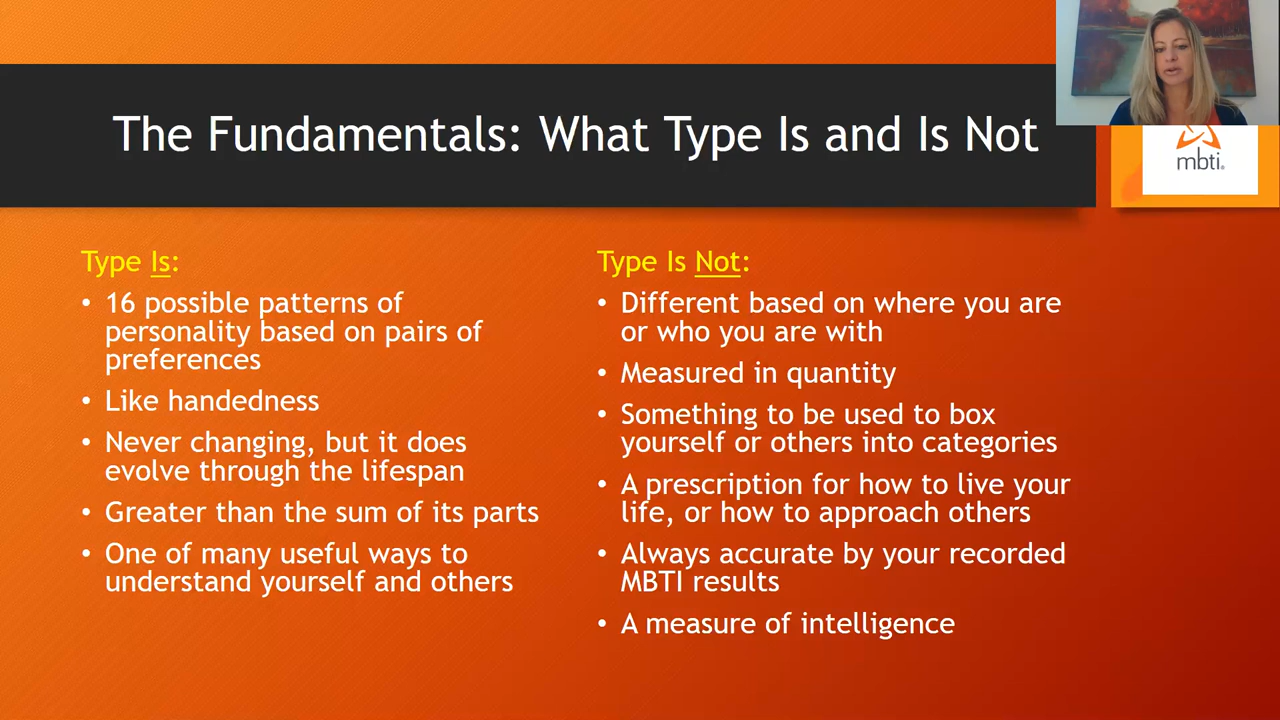 The Fundamentals: What Type Is and Is Not
mbti®
Type Is:
• 16 possible patterns of
personality based on pairs of
preferences
• Like handedness
• Never changing, but it does
evolve through the lifespan
• Greater than the sum of its parts
• One of many useful ways to
understand yourself and others
Type Is Not:
• Different based on where you are
or who you are with
• Measured in quantity
• Something to be used to box
yourself or others into categories
• A prescription for how to live your
life, or how to approach others
• Always accurate by your recorded
MBTI results
• A measure of intelligence